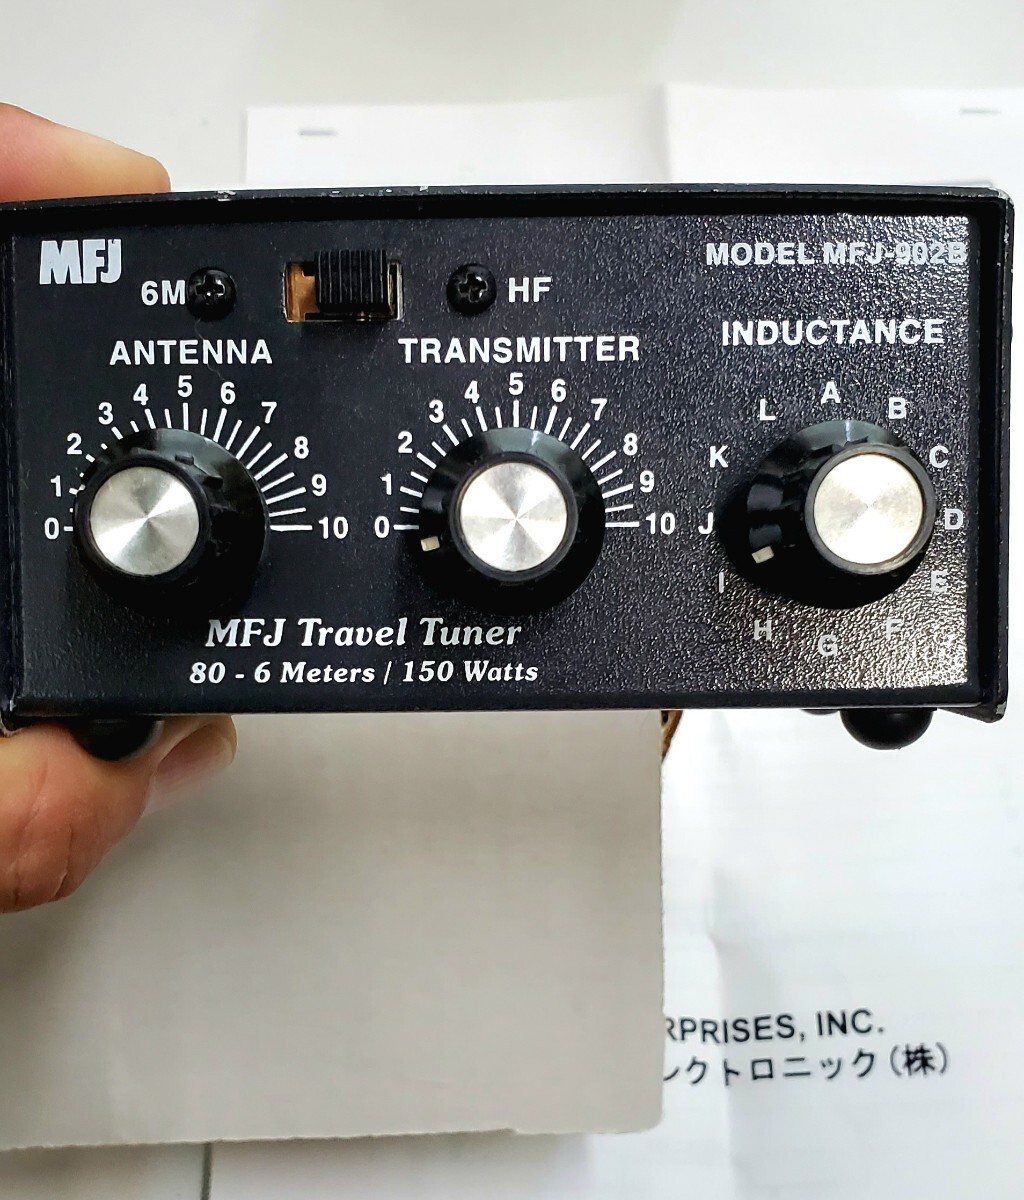 MFJ
MODEL MFJ-902B
6M
HF
ANTENNA
TRANSMITTER
INDUCTANCE
0 1 2 3 4 5 6 7 8 9 10
0 1 2 3 4 5 6 7 8 9 10
A B C D E F G H I J K L
MFJ Travel Tuner
80 - 6 Meters / 150 Watts
RPRISES, INC.
レクトロニック（株）